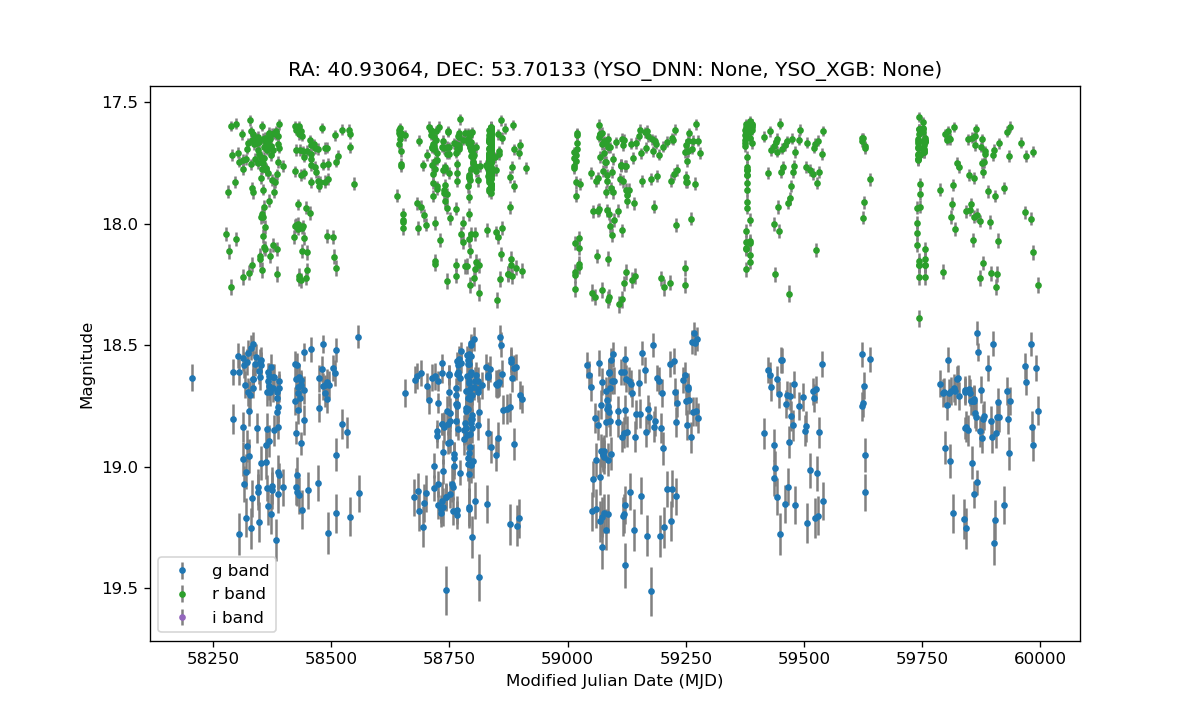 RA: 40.93064, DEC: 53.70133 (YSO_DNN: None, YSO_XGB: None)
17.5
18.0
18.5
19.0
19.5
Magnitude
g band
r band
i band
58250 58500 58750 59000 59250 59500 59750 60000
Modified Julian Date (MJD)